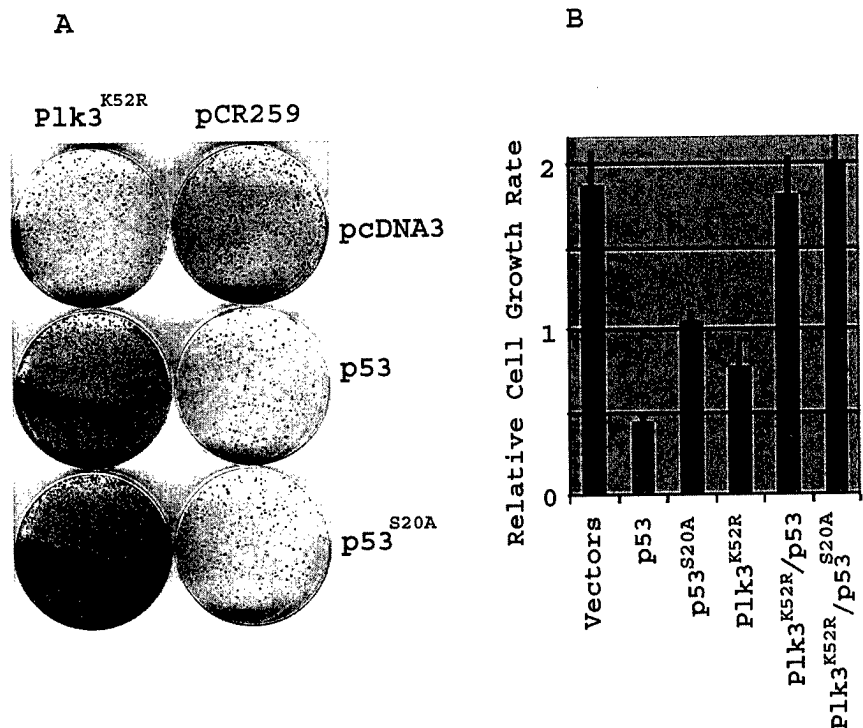 A
B
Plk3K52R
pCR259
pcDNA3
p53
p53S20A
Relative Cell Growth Rate
2
1
0
Vectors
p53
p53S20A
Plk3K52R
Plk3K52R/p53
Plk3K52R/p53S20A